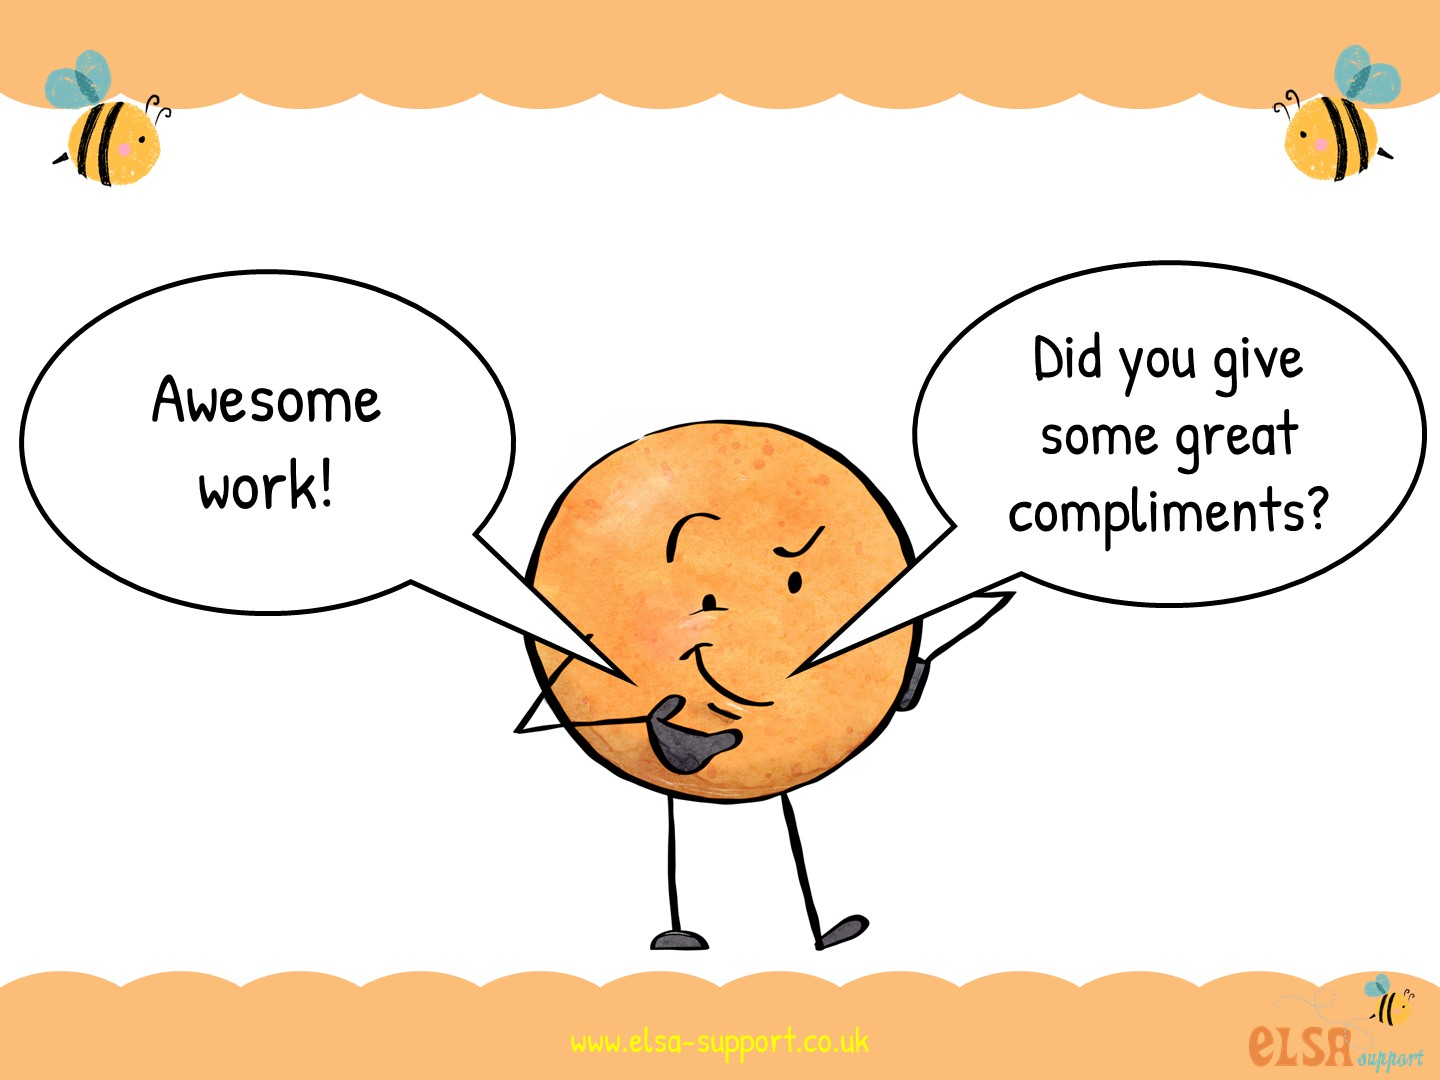 Awesome
work!
Did you give
some great
compliments?
www.elsa-support.co.uk
ELSA
support